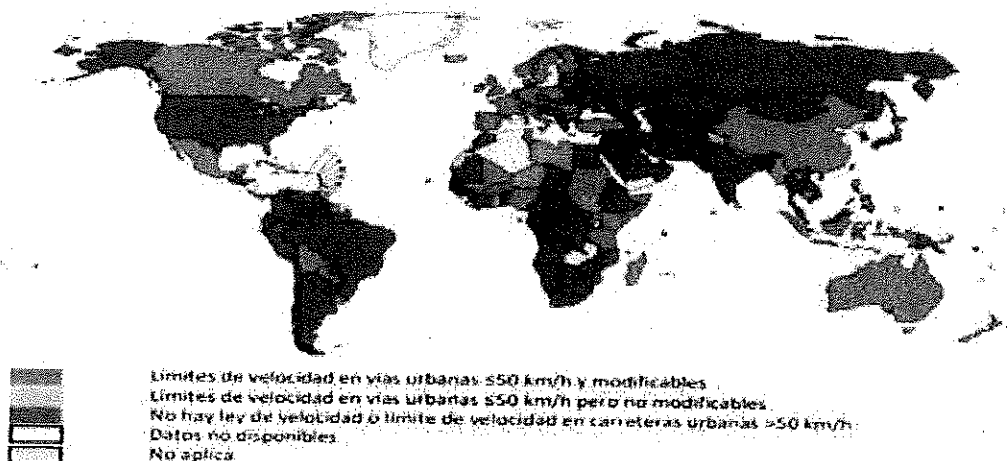 Límites de velocidad en vías urbanas ≤50 km/h y modificables
Límites de velocidad en vías urbanas ≤50 km/h pero no modificables
No hay ley de velocidad o límite de velocidad en carreteras urbanas >50 km/h
Datos no disponibles
No aplica